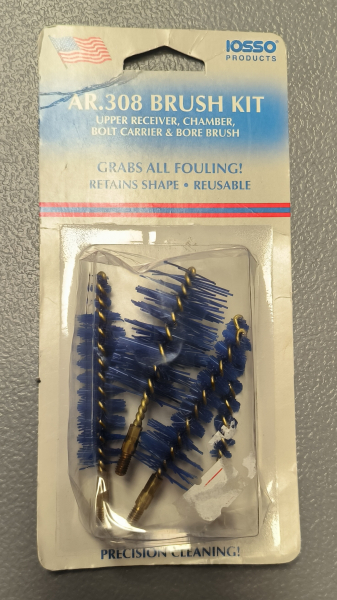 IOSSO®
PRODUCTS
AR.308 BRUSH KIT
UPPER RECEIVER, CHAMBER,
BOLT CARRIER & BORE BRUSH
GRABS ALL FOULING!
RETAINS SHAPE • REUSABLE
PRECISION CLEANING!